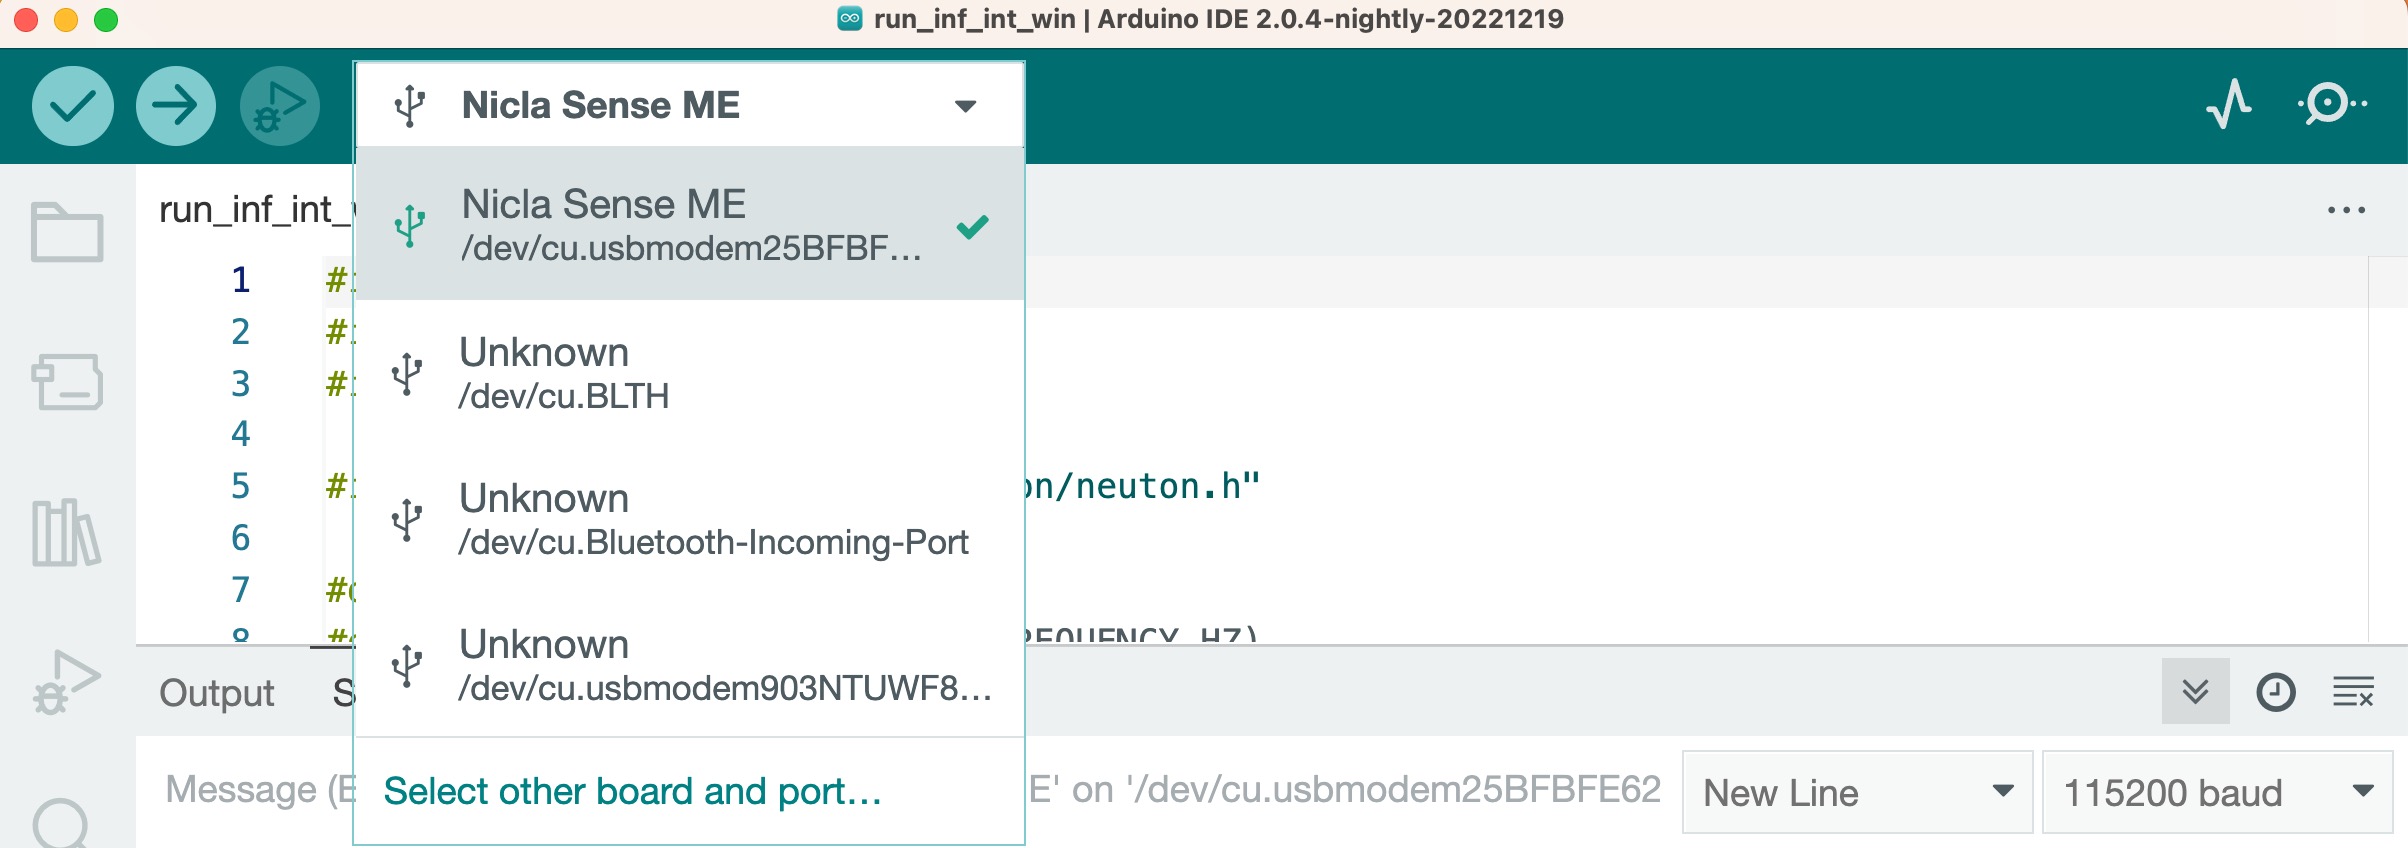 run_inf_int_win | Arduino IDE 2.0.4-nightly-20221219
Nicla Sense ME
Nicla Sense ME
/dev/cu.usbmodem25BFBF...
Unknown
/dev/cu.BLTH
Unknown
/dev/cu.Bluetooth-Incoming-Port
Unknown
/dev/cu.usbmodem903NTUWF8...
Select other board and port...
run_inf_int_
...
1 #
2 #
3 #
4
5 # on/neuton.h"
6
7 #
8 # REQUENCY_HZ)
Output S
Message (E E' on '/dev/cu.usbmodem25BFBFE62
New Line
115200 baud